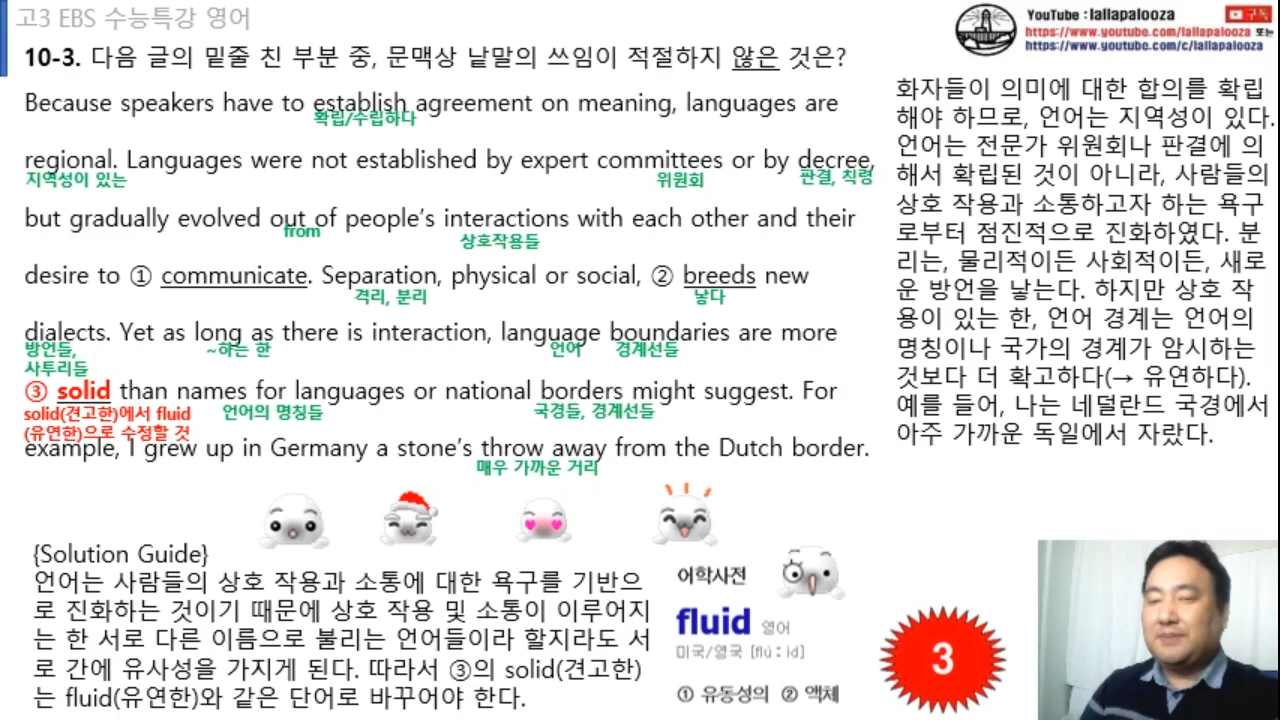 고3 EBS 수능특강 영어
YouTube : lallapalooza
구독
https://www.youtube.com/lallapalooza 또는
https://www.youtube.com/c/lallapalooza
10-3. 다음 글의 밑줄 친 부분 중, 문맥상 낱말의 쓰임이 적절하지 않은 것은?
Because speakers have to establish agreement on meaning, languages are
확립/수립하다
regional. Languages were not established by expert committees or by decree,
지역성이 있는 위원회 판결, 칙령
but gradually evolved out of people's interactions with each other and their
from 상호작용들
desire to ① communicate. Separation, physical or social, ② breeds new
격리, 분리 낳다
dialects. Yet as long as there is interaction, language boundaries are more
방언들, ~하는 한 언어 경계선들
사투리들
③ solid than names for languages or national borders might suggest. For
solid(견고한)에서 fluid 언어의 명칭들 국경들, 경계선들
(유연한)으로 수정할 것
example, I grew up in Germany a stone's throw away from the Dutch border.
매우 가까운 거리
화자들이 의미에 대한 합의를 확립
해야 하므로, 언어는 지역성이 있다.
언어는 전문가 위원회나 판결에 의
해서 확립된 것이 아니라, 사람들의
상호 작용과 소통하고자 하는 욕구
로부터 점진적으로 진화하였다. 분
리는, 물리적이든 사회적이든, 새로
운 방언을 낳는다. 하지만 상호 작
용이 있는 한, 언어 경계는 언어의
명칭이나 국가의 경계가 암시하는
것보다 더 확고하다(→ 유연하다).
예를 들어, 나는 네덜란드 국경에서
아주 가까운 독일에서 자랐다.
{Solution Guide}
언어는 사람들의 상호 작용과 소통에 대한 욕구를 기반으
로 진화하는 것이기 때문에 상호 작용 및 소통이 이루어지
는 한 서로 다른 이름으로 불리는 언어들이라 할지라도 서
로 간에 유사성을 가지게 된다. 따라서 ③의 solid(견고한)
는 fluid(유연한)와 같은 단어로 바꾸어야 한다.
어학사전
fluid 영어
미국/영국 [flú:id]
① 유동성의 ② 액체
3